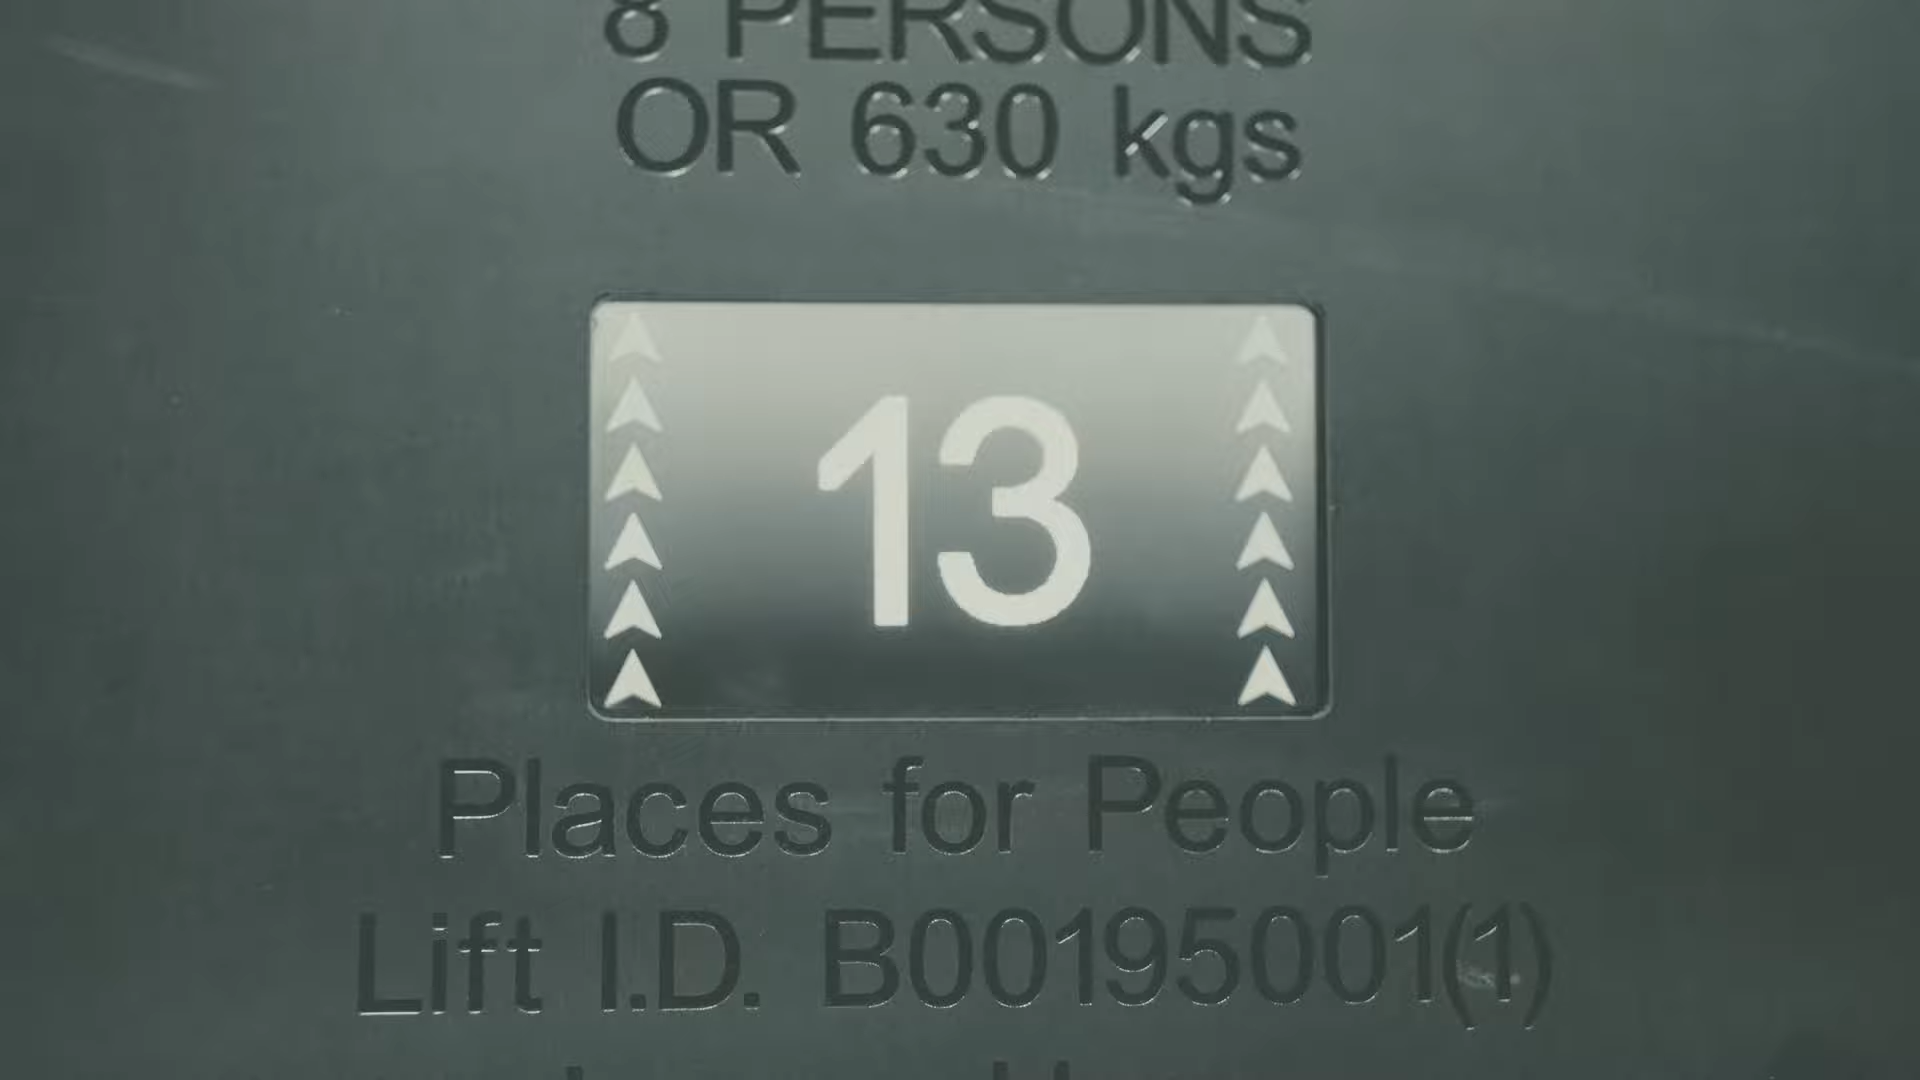 8 PERSONS
OR 630 kgs
13
Places for People
Lift I.D. B00195001(1)